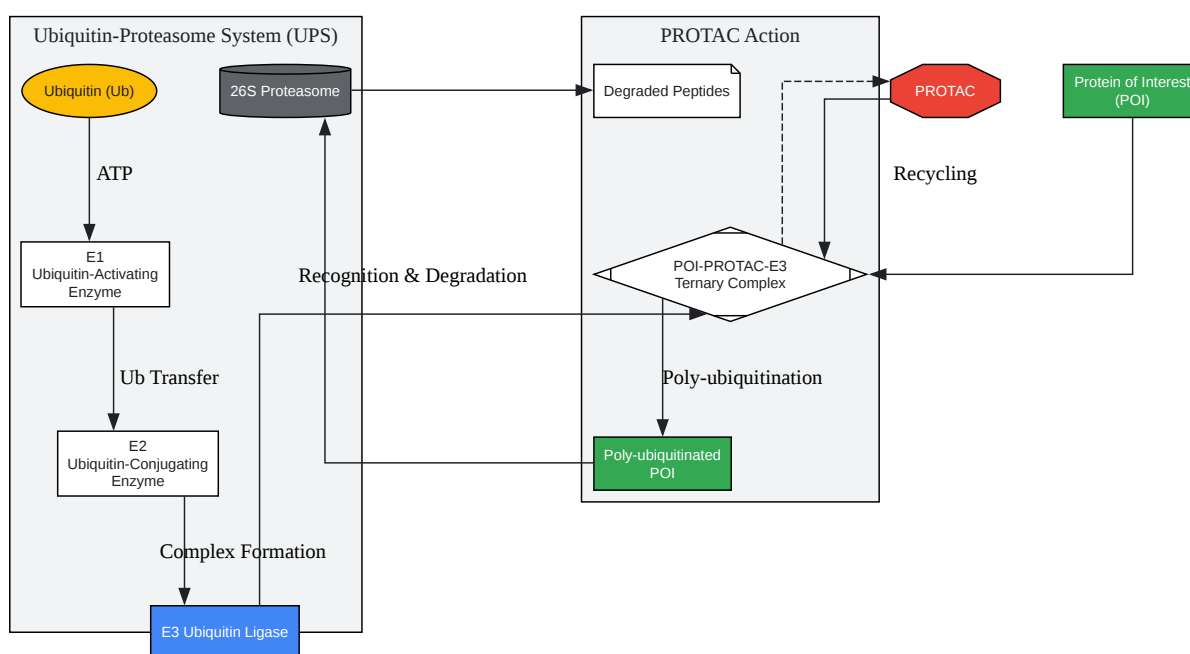 Ubiquitin-Proteasome System (UPS)
PROTAC Action
Ubiquitin (Ub)
26S Proteasome
Degraded Peptides
PROTAC
Protein of Interest
(POI)
ATP
Recycling
E1
Ubiquitin-Activating
Enzyme
Recognition & Degradation
POI-PROTAC-E3
Ternary Complex
Ub Transfer
Poly-ubiquitination
E2
Ubiquitin-Conjugating
Enzyme
Poly-ubiquitinated
POI
Complex Formation
E3 Ubiquitin Ligase